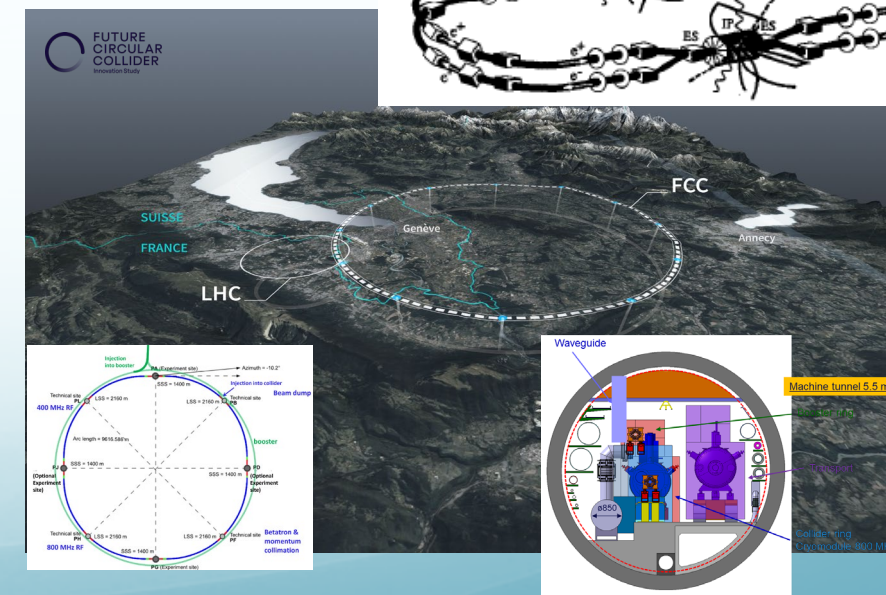 FUTURE
CIRCULAR
COLLIDER
Innovation Study
e+
e-
e+
e-
ES
IP
ES
FCC
SUISSE
Genève
FRANCE
Annecy
LHC
Injection
into booster
PA (Experiment site)
Azimuth = -10.2°
SSS = 1400 m
Injection into collider
Beam dump
Technical site
PL
LSS = 2160 m
LSS = 2160 m
Technical site
PB
400 MHz RF
Arc length = 9616.586 m
booster
PJ
SSS = 1400 m
SSS = 1400 m
PD
(Optional
Experiment
site)
(Optional
Experiment
site)
Technical site
PH
LSS = 2160 m
LSS = 2160 m
Technical site
PF
Betatron &
momentum
collimation
800 MHz RF
SSS = 1400 m
PG (Experiment site)
Waveguide
Machine tunnel 5.5 m
Transport
ø850
Collider ring